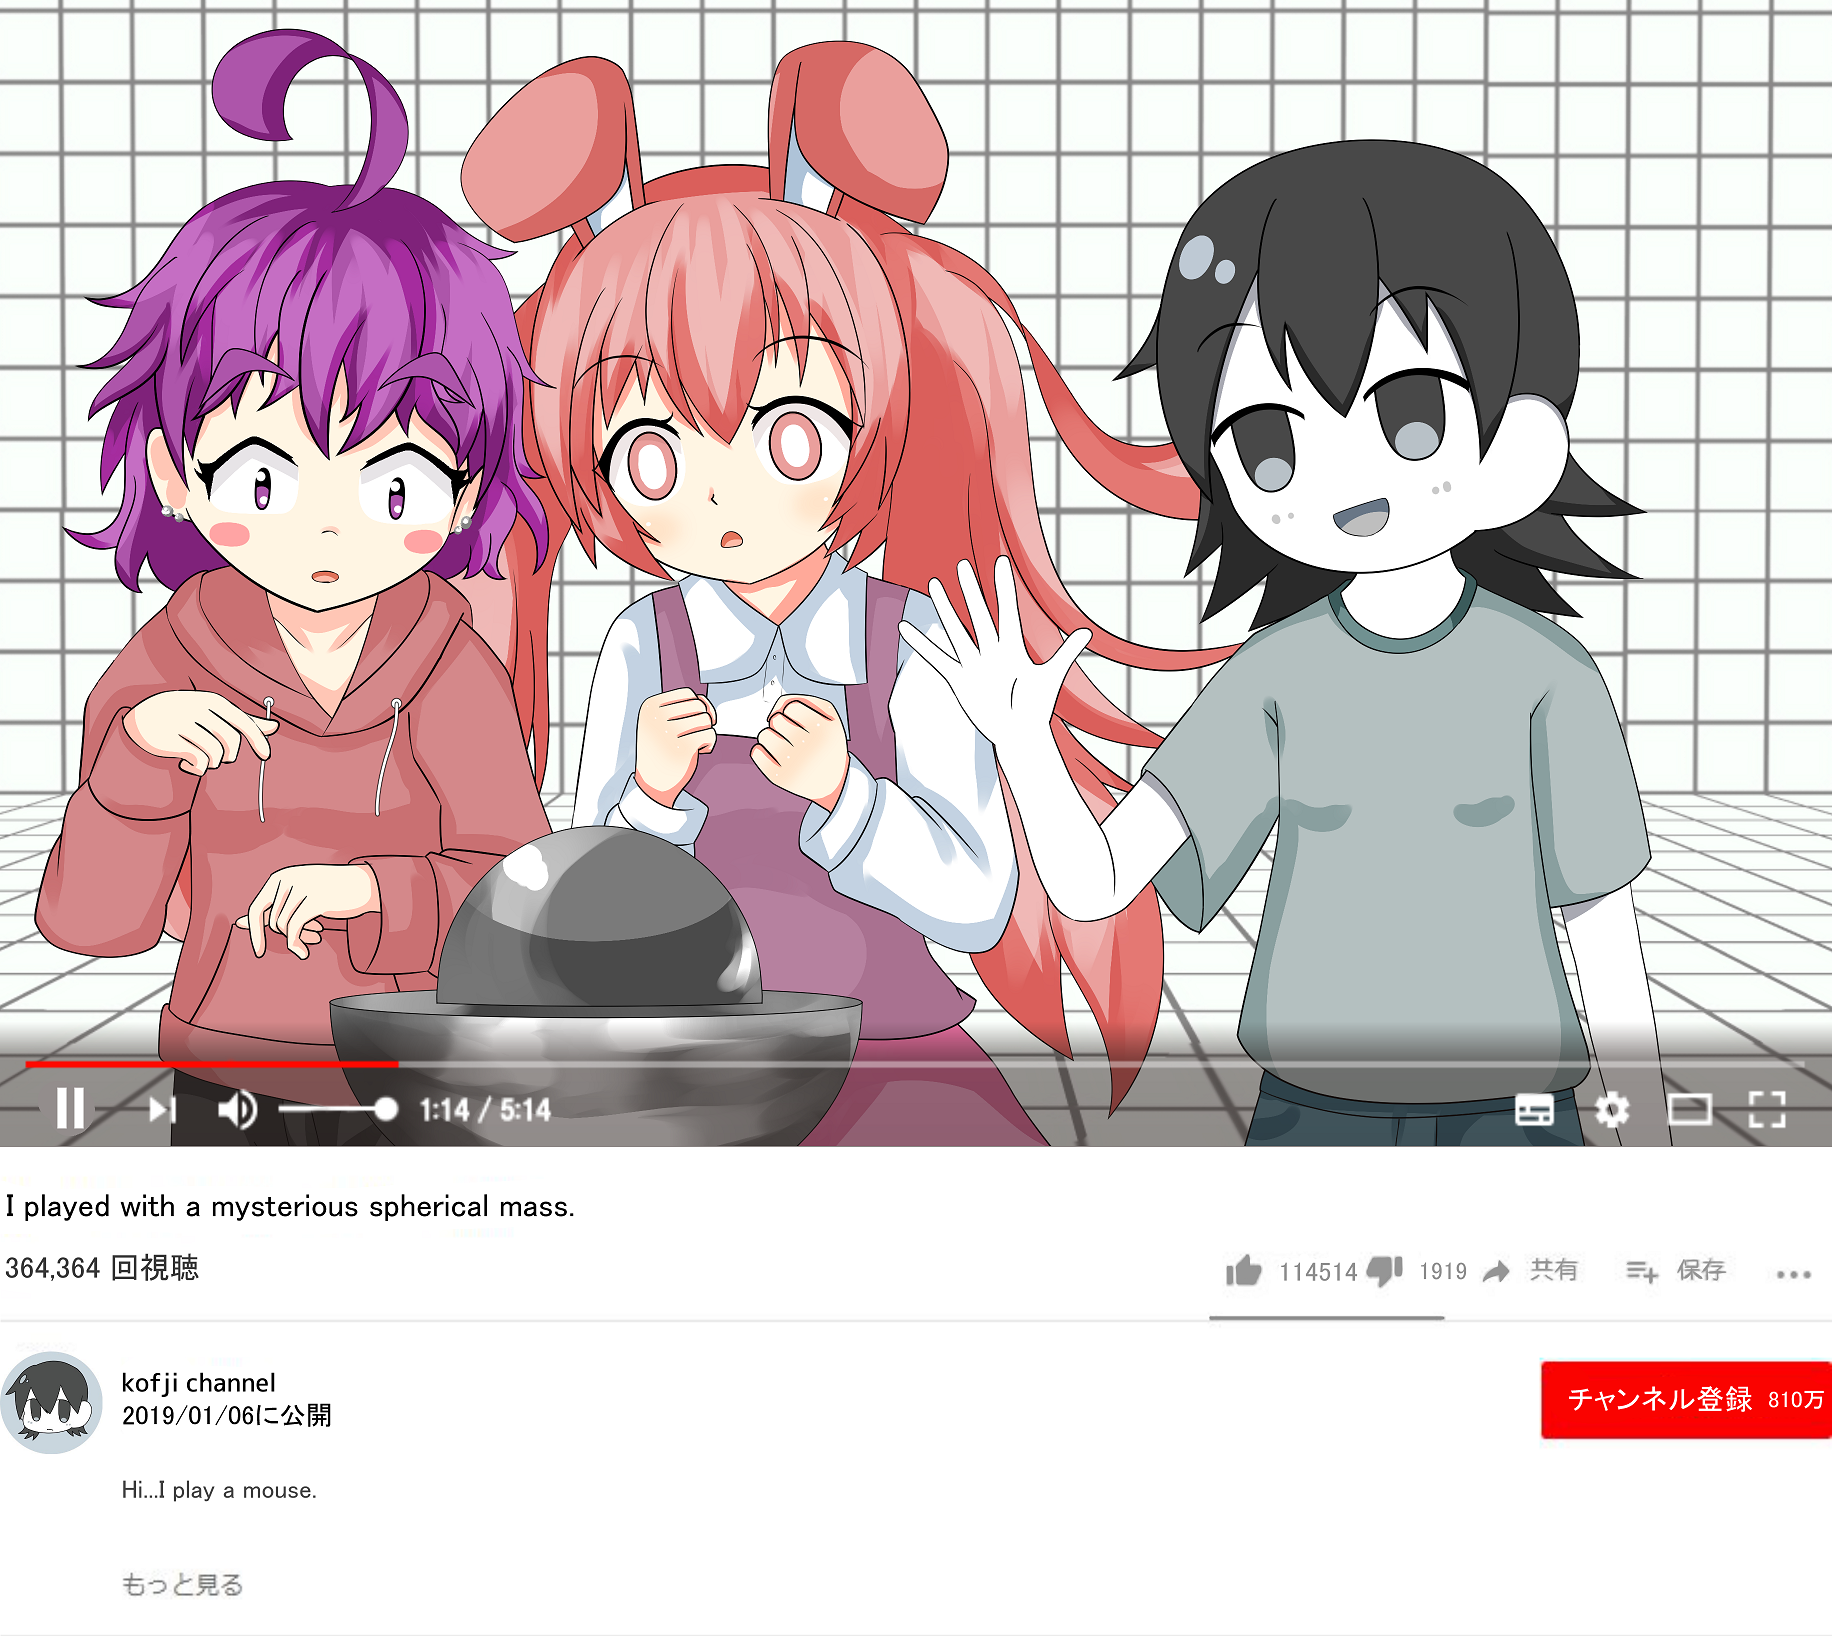 1:14 / 5:14
I played with a mysterious spherical mass.
364,364 回視聴
114514 1919 共有 保存
kofji channel
2019/01/06に公開
チャンネル登録 810万
Hi...I play a mouse.
もっと見る